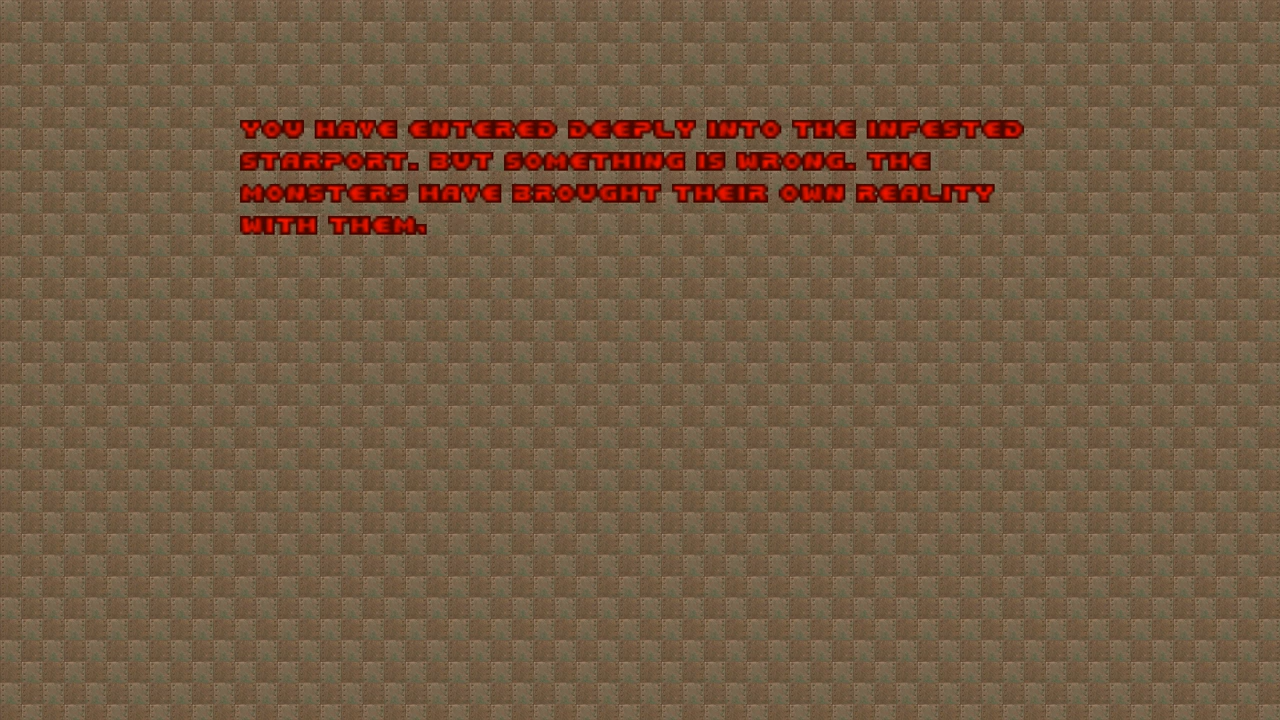 YOU HAVE ENTERED DEEPLY INTO THE INFESTED
STARPORT. BUT SOMETHING IS WRONG. THE
MONSTERS HAVE BROUGHT THEIR OWN REALITY
WITH THEM,